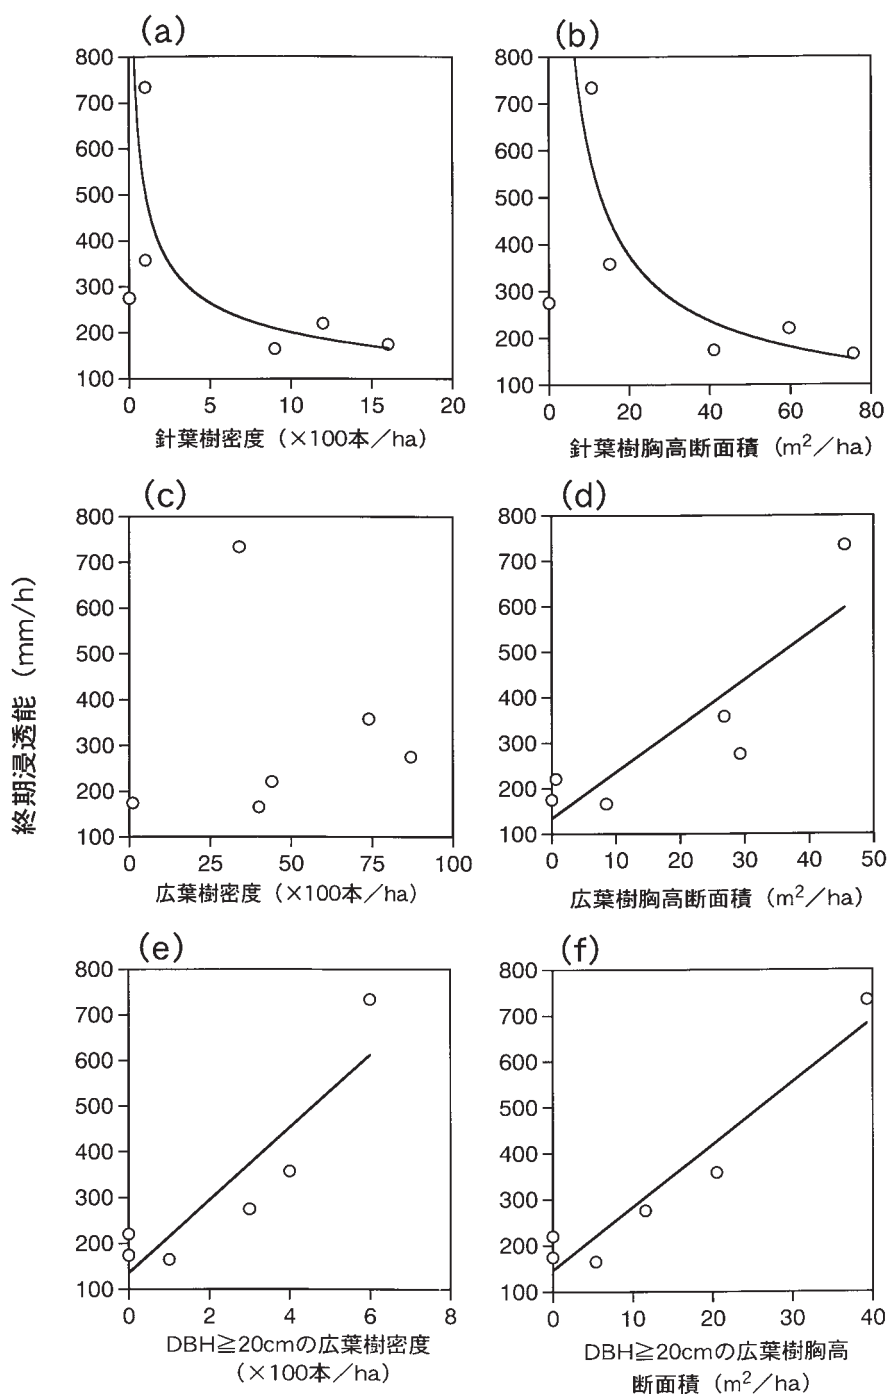 (a)
800
700
600
500
400
300
200
100
0 5 10 15 20
針葉樹密度（×100本／ha）
(b)
800
700
600
500
400
300
200
100
0 20 40 60 80
針葉樹胸高断面積（m²／ha）
終期浸透能（mm/h）
(c)
800
700
600
500
400
300
200
100
0 25 50 75 100
広葉樹密度（×100本／ha）
(d)
800
700
600
500
400
300
200
100
0 10 20 30 40 50
広葉樹胸高断面積（m²／ha）
(e)
800
700
600
500
400
300
200
100
0 2 4 6 8
DBH≧20cmの広葉樹密度
（×100本／ha）
(f)
800
700
600
500
400
300
200
100
0 10 20 30 40
DBH≧20cmの広葉樹胸高
断面積（m²／ha）